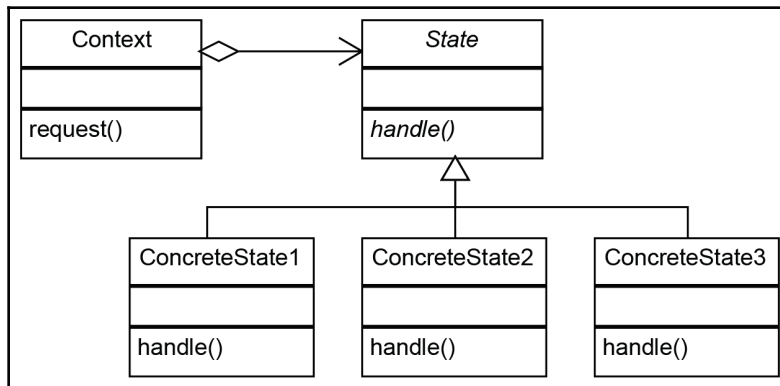 Context
State
request()
handle()
ConcreteState1
ConcreteState2
ConcreteState3
handle()
handle()
handle()